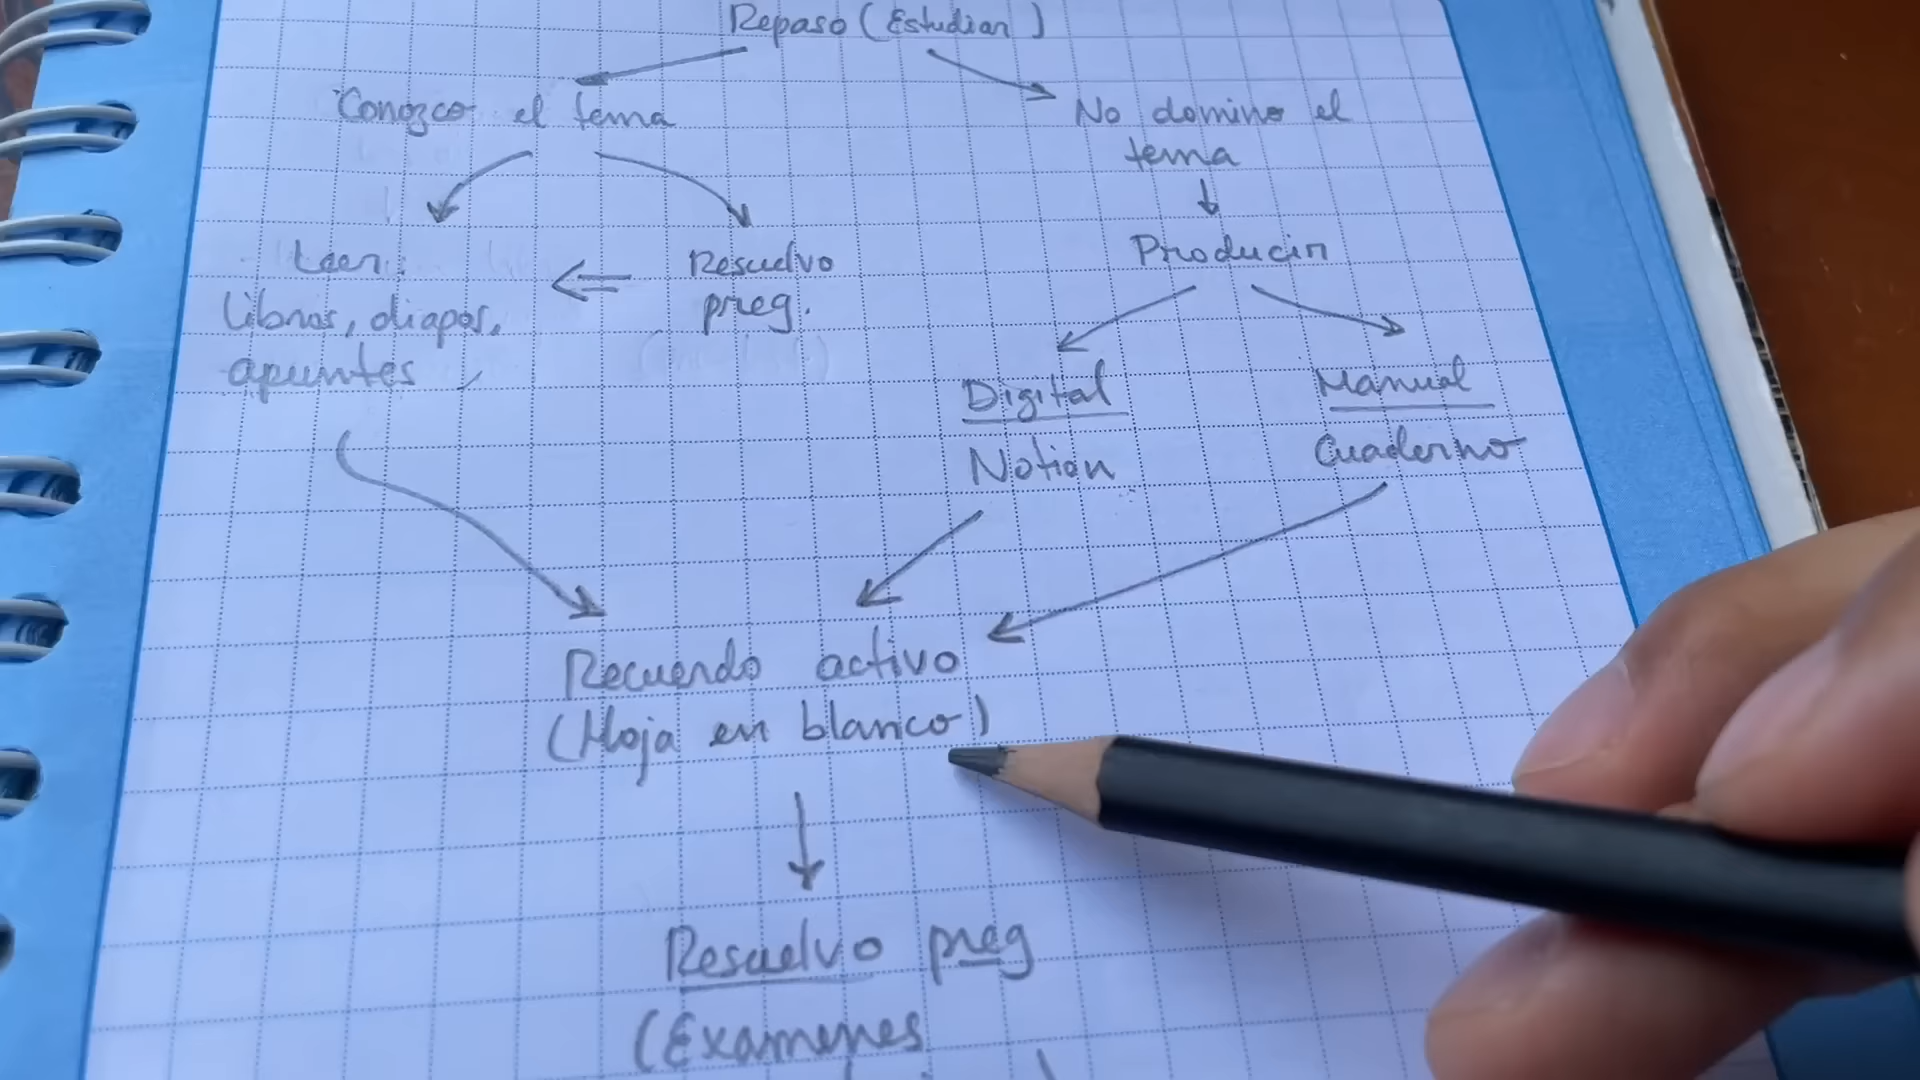 Repaso (Estudiar)
Conozco el tema
No domino el
tema
Leer:
libros, diapos,
apuntes
Resuelvo
preg.
Producir
Digital
Notion
Manual
Cuaderno
Recuerdo activo
(Hoja en blanco)
Resuelvo preg
(Exámenes